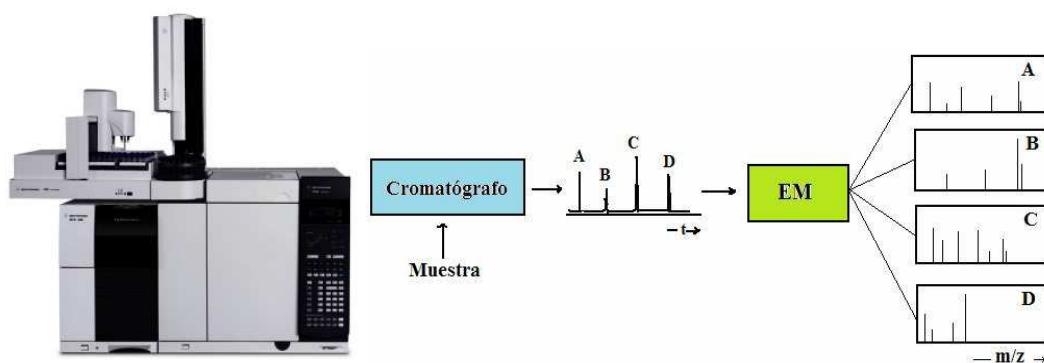 Cromatógrafo
Muestra
A
B
C
D
– t→
EM
A
B
C
D
— m/z →